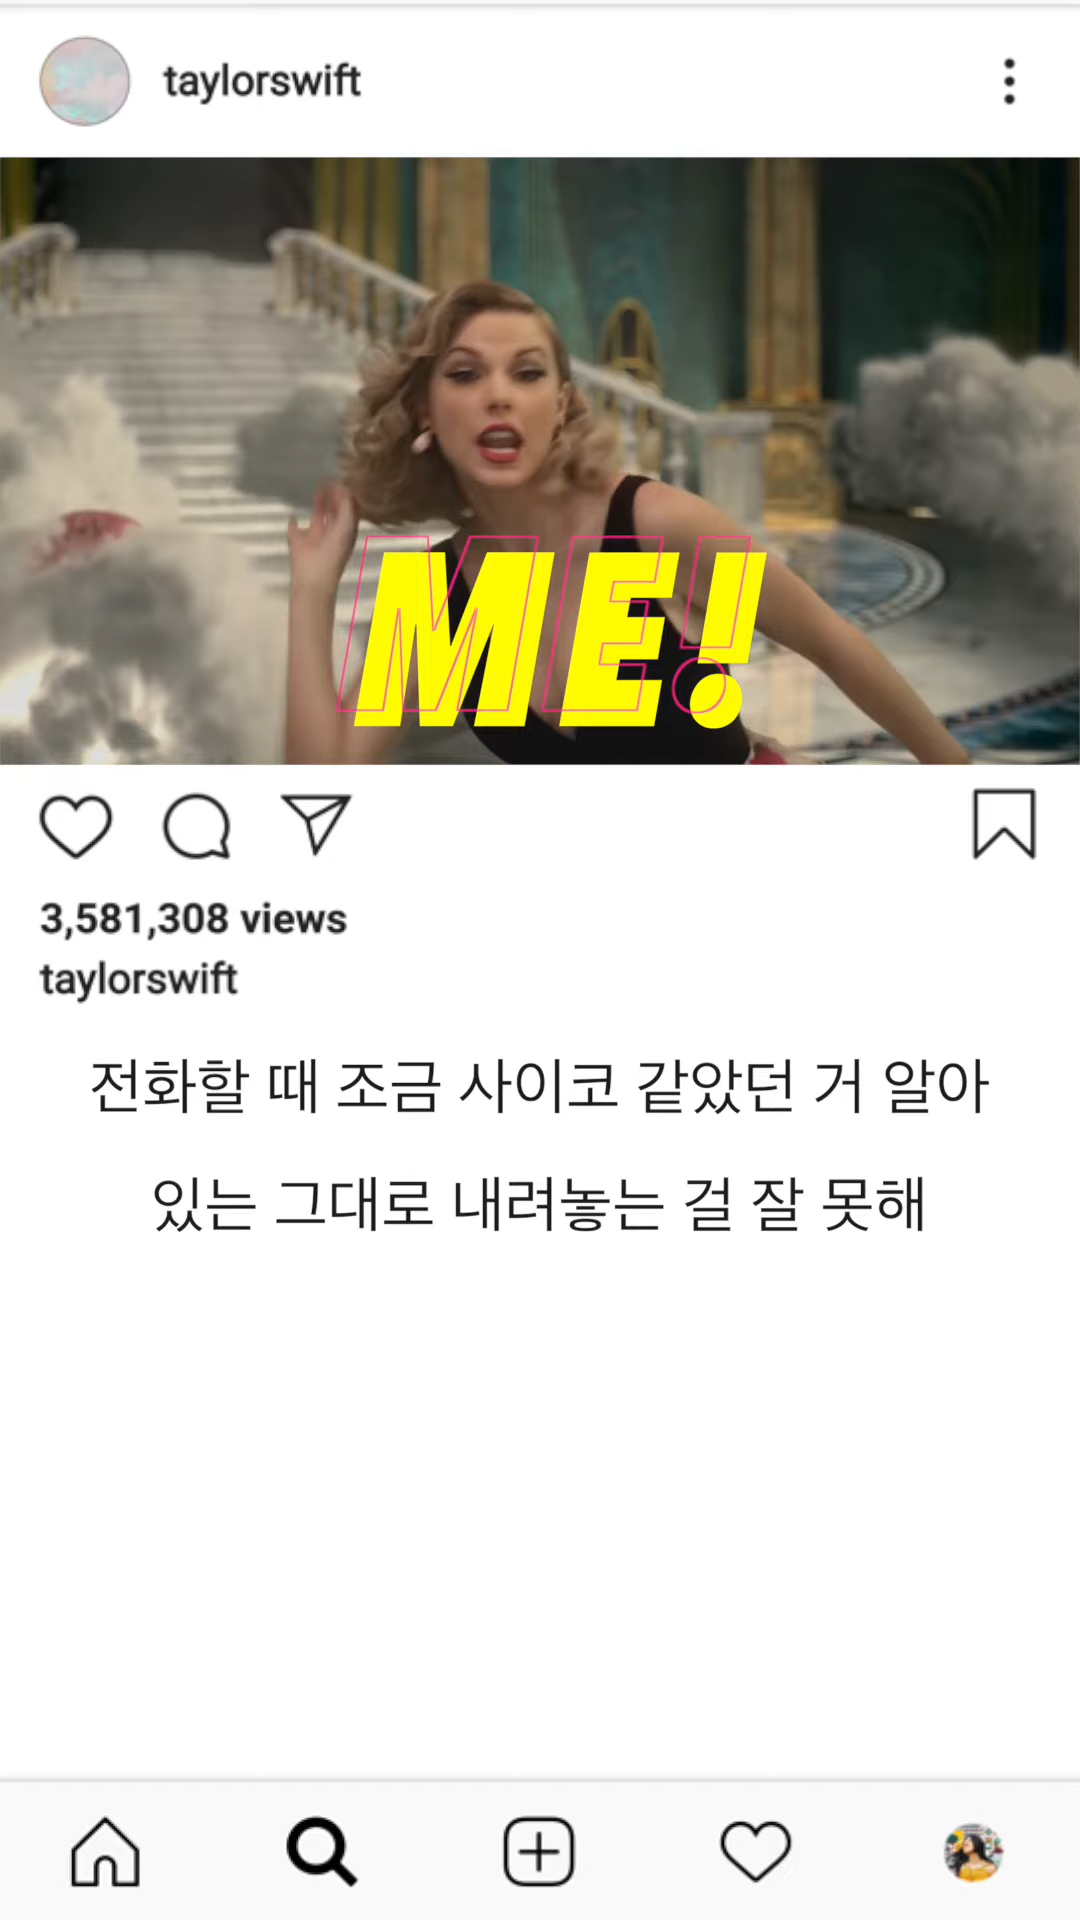 taylorswift
ME!
3,581,308 views
taylorswift
전화할 때 조금 사이코 같았던 거 알아
있는 그대로 내려놓는 걸 잘 못해